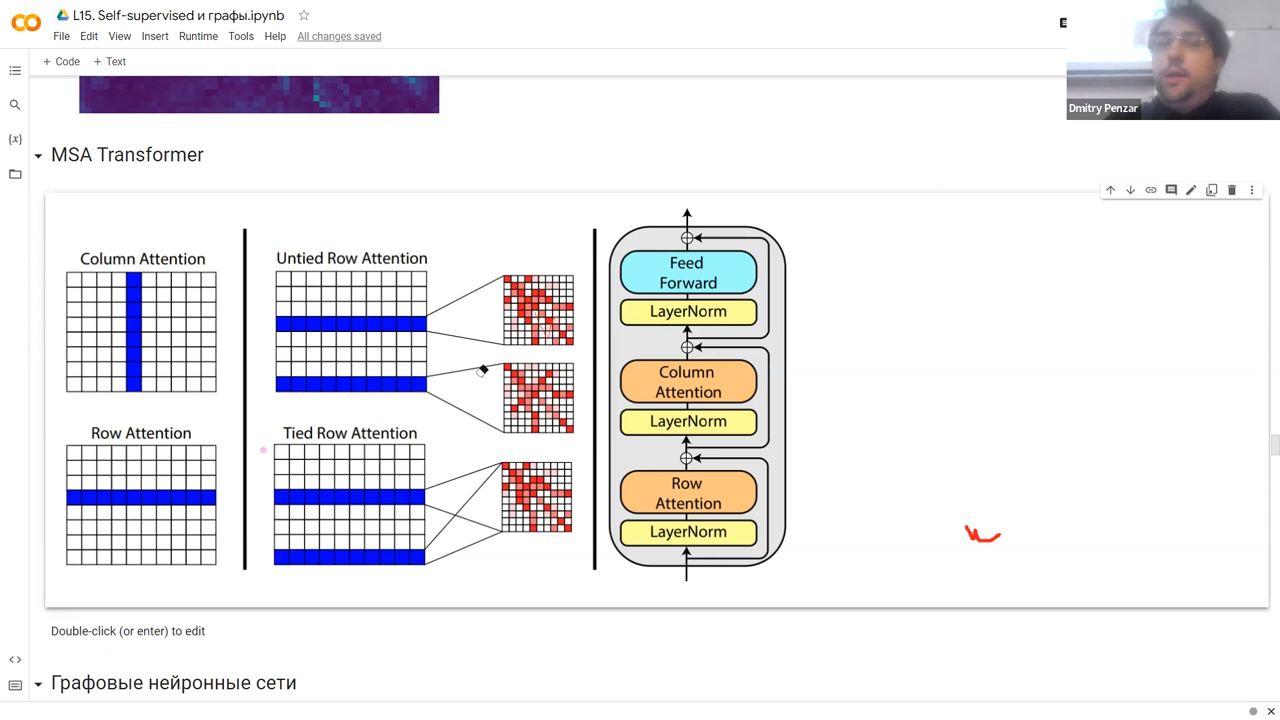 L15. Self-supervised и графы.ipynb
File Edit View Insert Runtime Tools Help All changes saved
+ Code + Text
Dmitry Penzar
MSA Transformer
Column Attention
Row Attention
Untied Row Attention
Tied Row Attention
Feed
Forward
LayerNorm
Column
Attention
LayerNorm
Row
Attention
LayerNorm
Double-click (or enter) to edit
Графовые нейронные сети